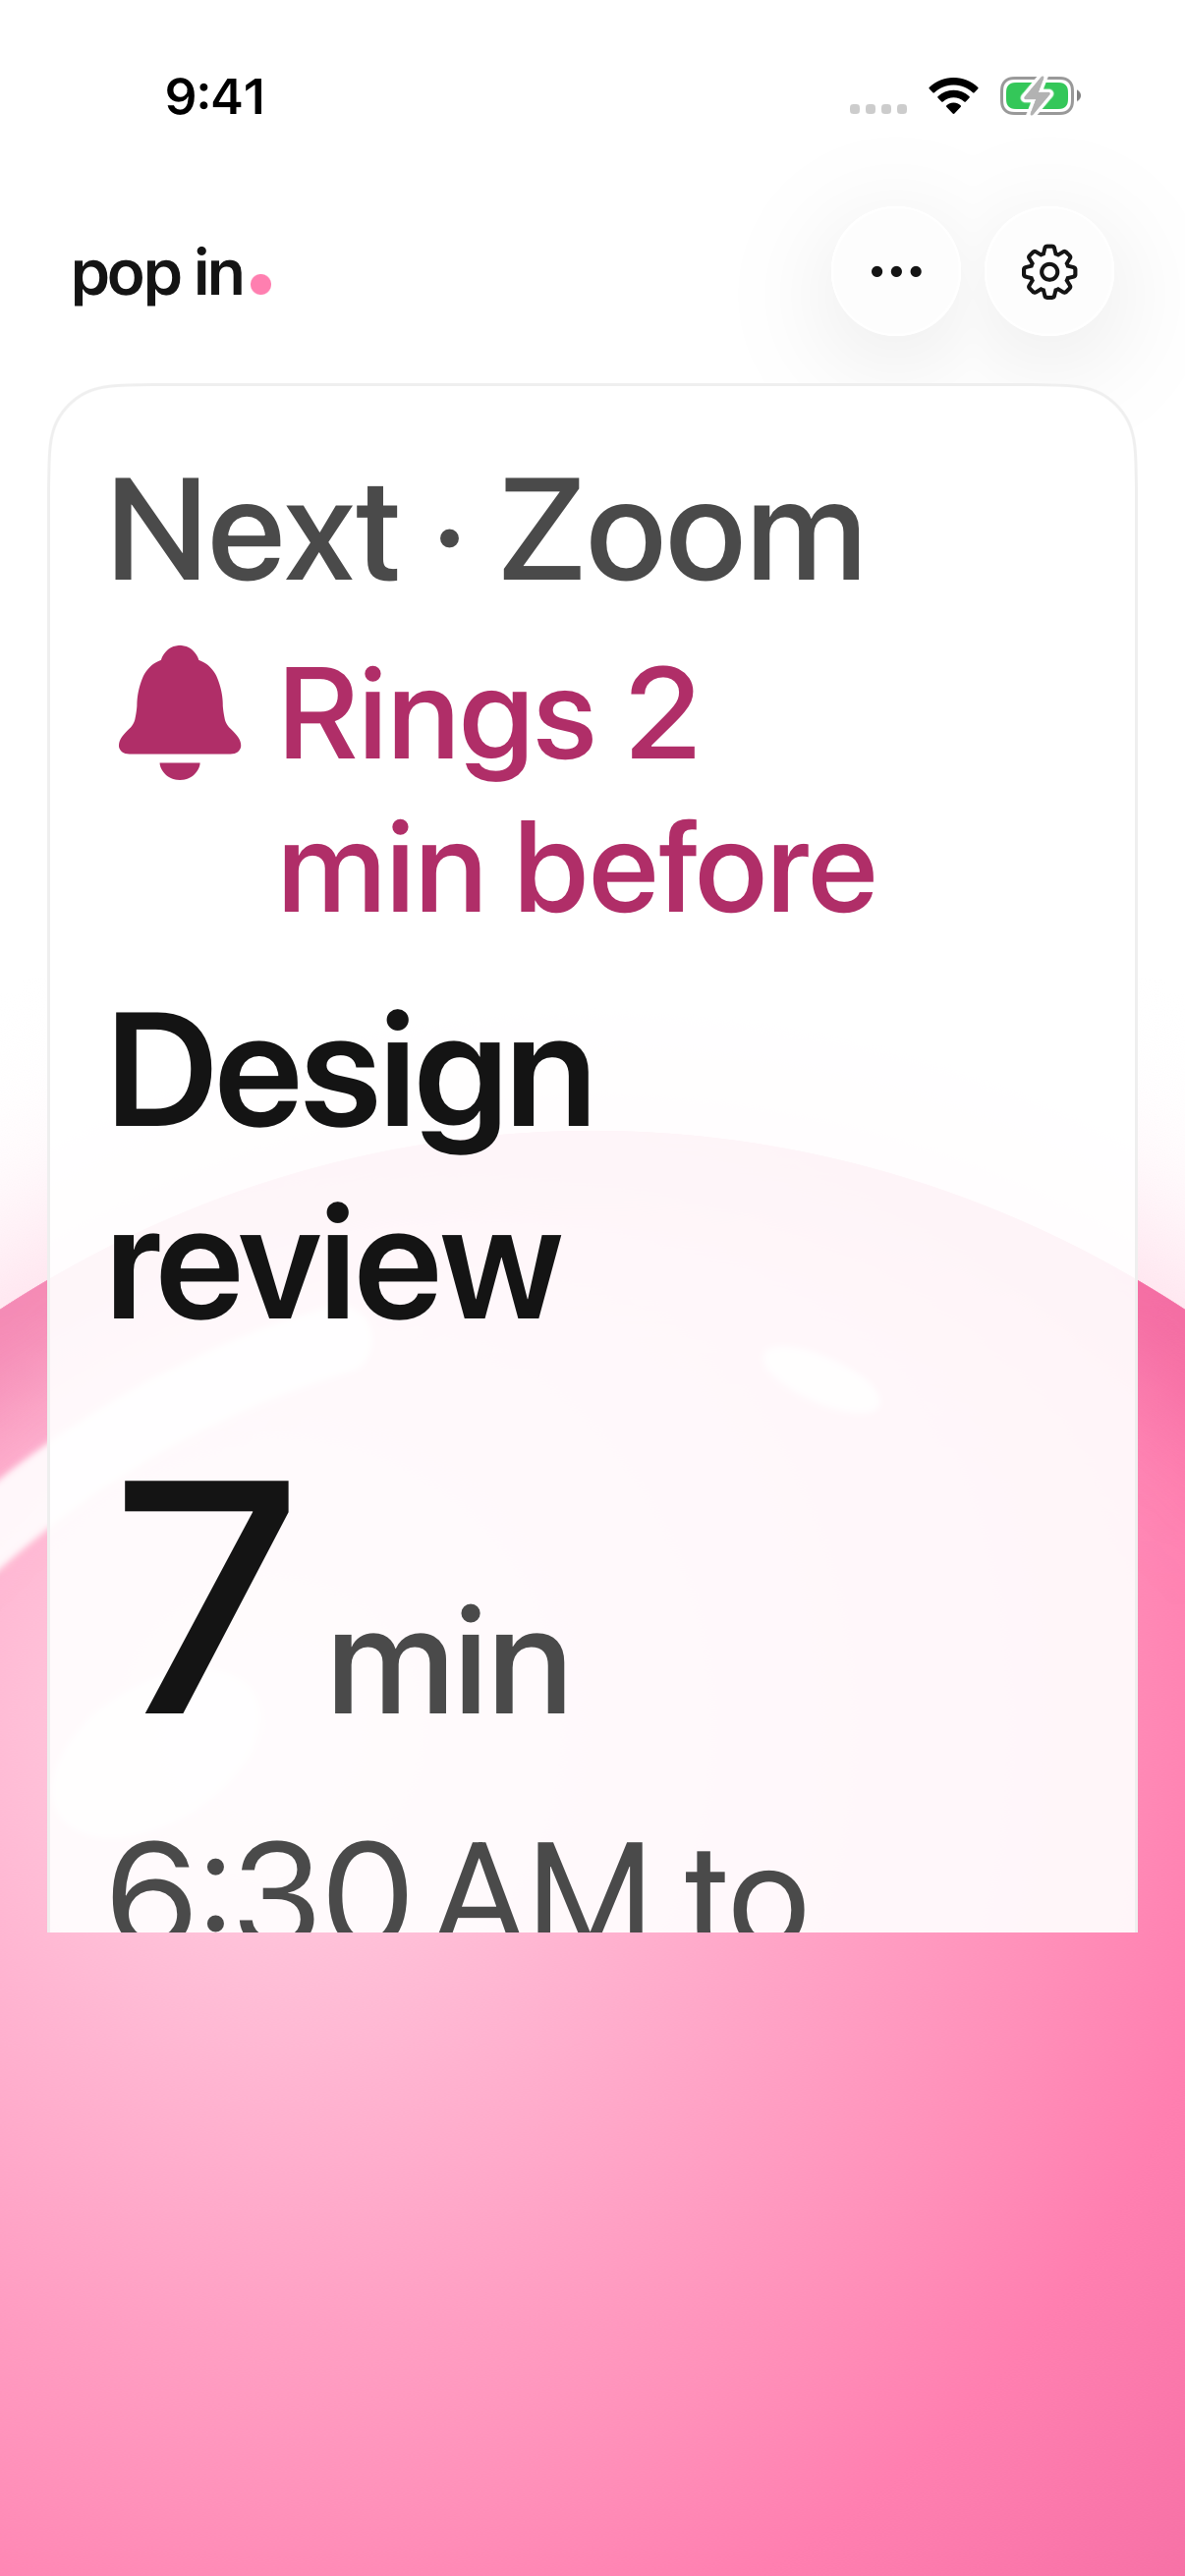 9:41
pop in
Next · Zoom
Rings 2
min before
Design
review
7 min
6:30 AM to